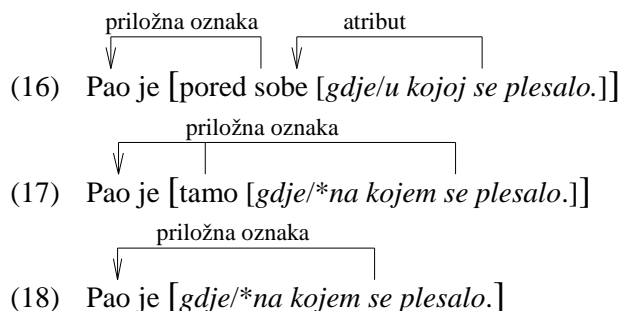 priložna oznaka atribut
(16) Pao je [pored sobe [gdje/u kojoj se plesalo.]]
priložna oznaka
(17) Pao je [tamo [gdje/*na kojem se plesalo.]]
priložna oznaka
(18) Pao je [gdje/*na kojem se plesalo.]